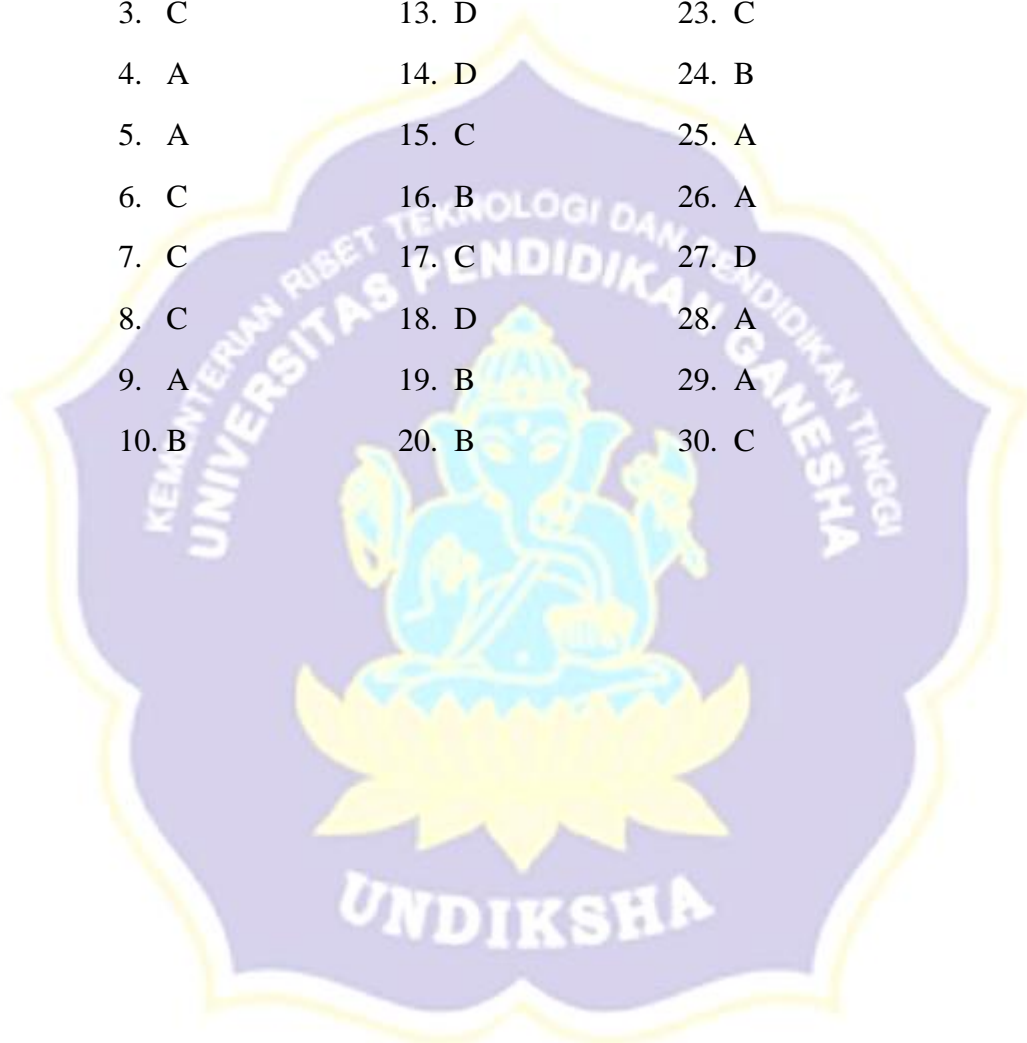 3. C 13. D 23. C
4. A 14. D 24. B
5. A 15. C 25. A
6. C 16. B 26. A
7. C 17. C 27. D
8. C 18. D 28. A
9. A 19. B 29. A
10. B 20. B 30. C
KEMENTERIAN RISET TEKNOLOGI DAN PENDIDIKAN TINGGI
UNIVERSITAS PENDIDIKAN GANESHA
UNDIKSHA